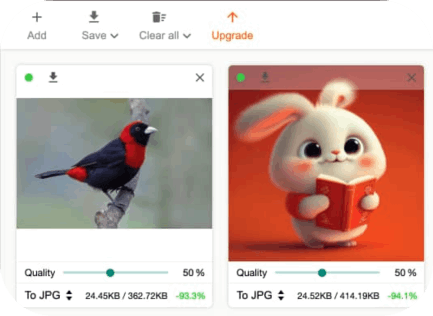 Add
Save
Clear all
Upgrade
Quality 50 %
To JPG 24.45KB / 362.72KB -93.3%
Quality 50 %
To JPG 24.52KB / 414.19KB -94.1%